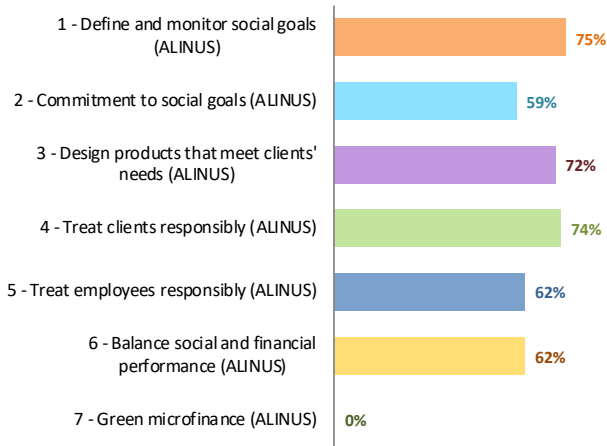 1 - Define and monitor social goals
(ALINUS)
75%
2 - Commitment to social goals (ALINUS)
59%
3 - Design products that meet clients'
needs (ALINUS)
72%
4 - Treat clients responsibly (ALINUS)
74%
5 - Treat employees responsibly (ALINUS)
62%
6 - Balance social and financial
performance (ALINUS)
62%
7 - Green microfinance (ALINUS)
0%